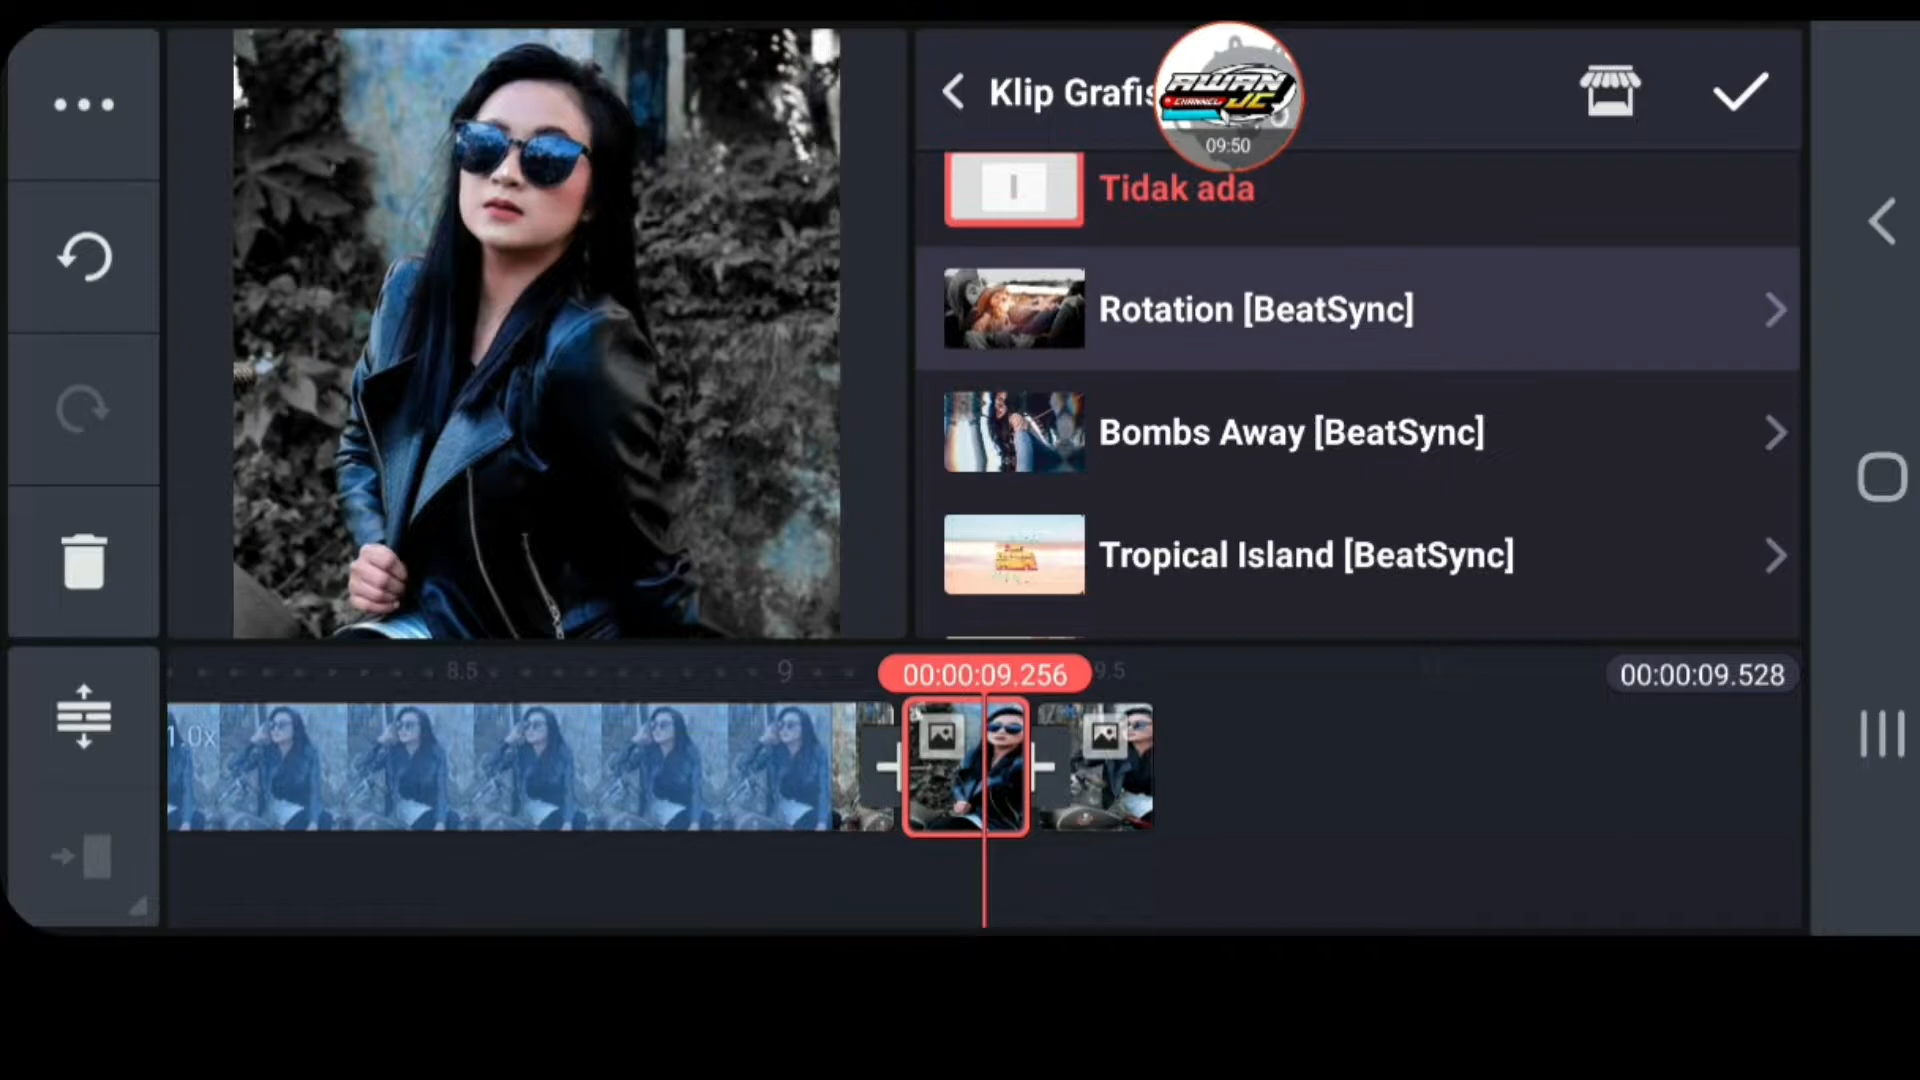 Klip Grafis
AWAN
CHANNEL JC
09:50
Tidak ada
Rotation [BeatSync]
Bombs Away [BeatSync]
Tropical Island [BeatSync]
8.5
9
00:00:09.256
9.5
00:00:09.528
1.0x